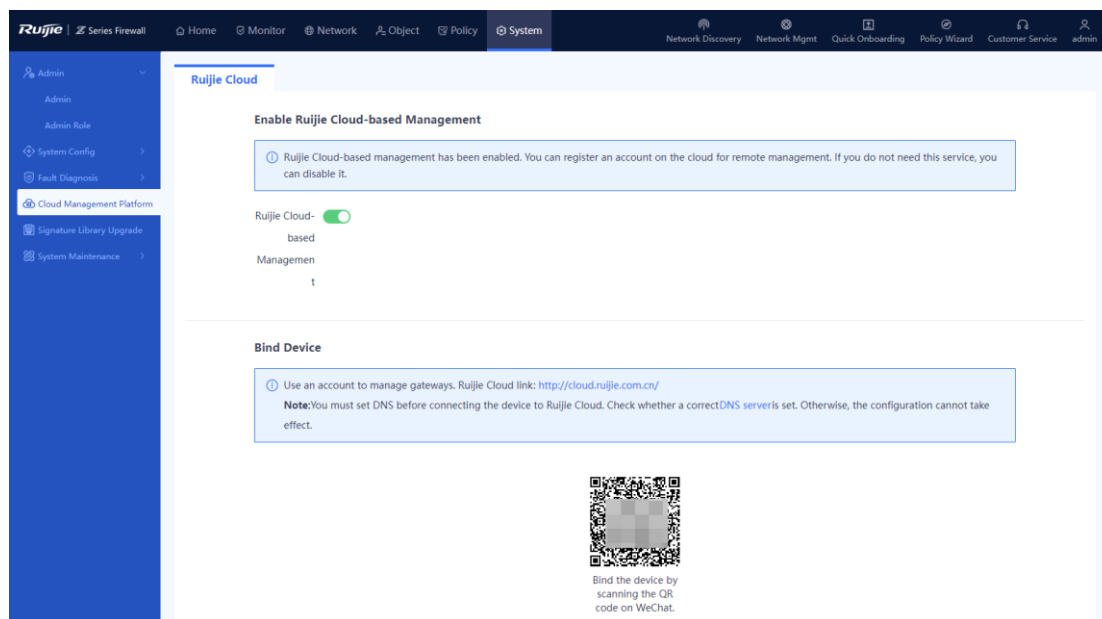 Ruijie | Z Series Firewall
Home Monitor Network Object Policy System
Network Discovery Network Mgmt Quick Onboarding Policy Wizard Customer Service admin
Admin
Admin
Admin Role
System Config
Fault Diagnosis
Cloud Management Platform
Signature Library Upgrade
System Maintenance
Ruijie Cloud
Enable Ruijie Cloud-based Management
Ruijie Cloud-based management has been enabled. You can register an account on the cloud for remote management. If you do not need this service, you
can disable it.
Ruijie Cloud-
based
Managemen
t
Bind Device
Use an account to manage gateways. Ruijie Cloud link: http://cloud.ruijie.com.cn/
Note:You must set DNS before connecting the device to Ruijie Cloud. Check whether a correctDNS serveris set. Otherwise, the configuration cannot take
effect.
Bind the device by
scanning the QR
code on WeChat.